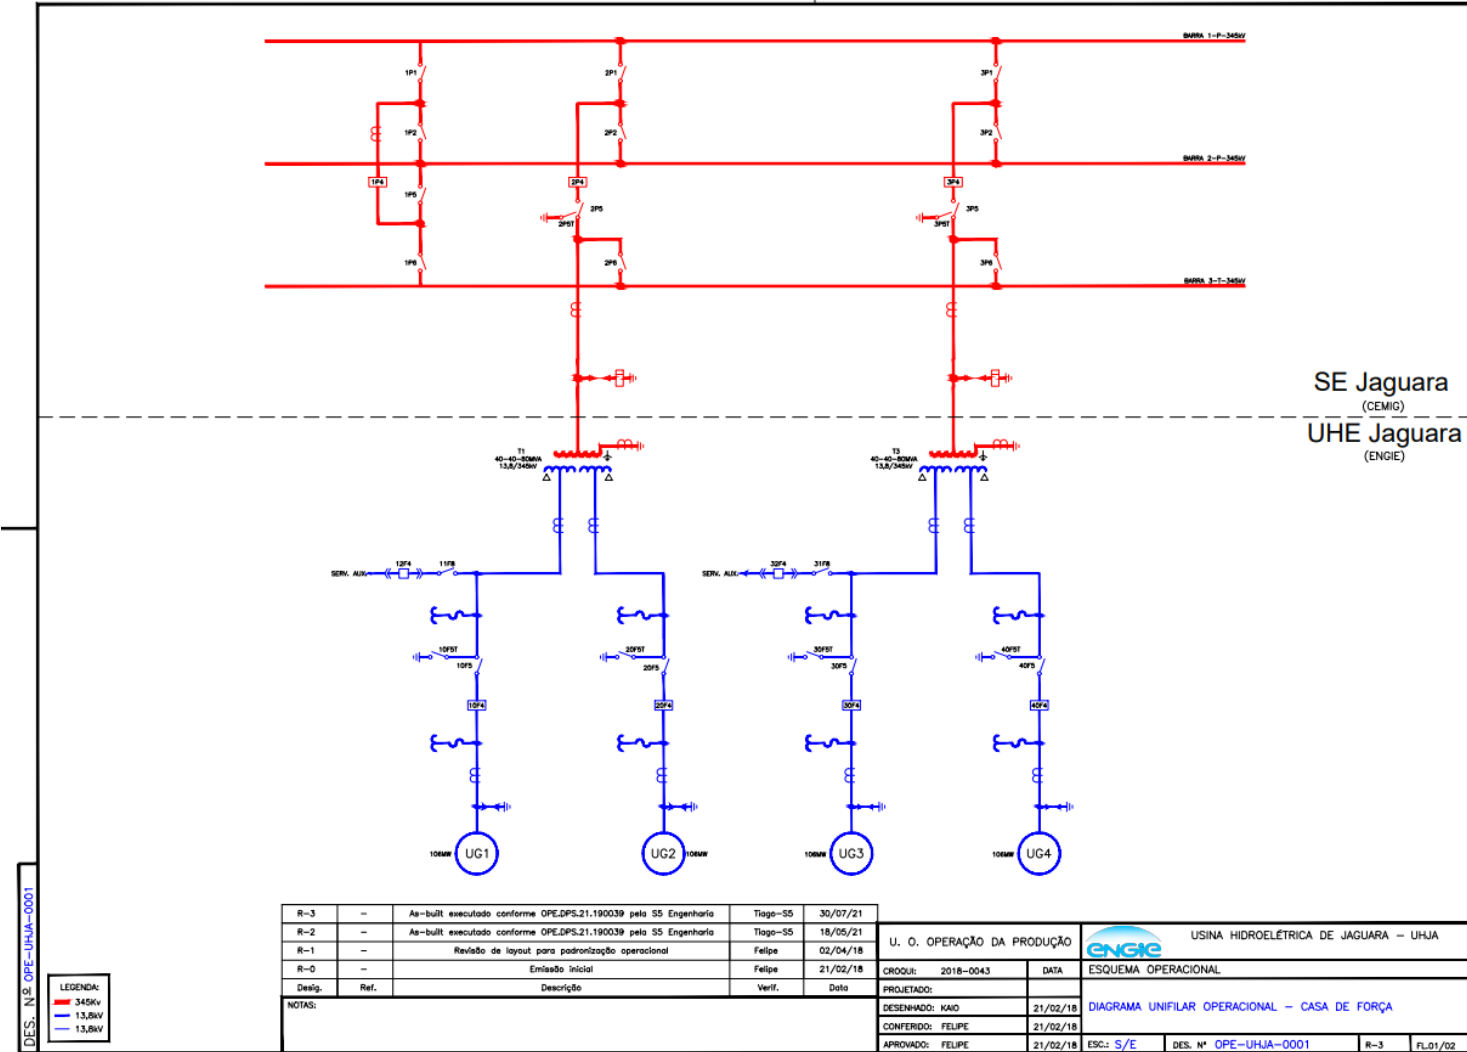 BARRA 1-P-345kV
1P1
2P1
3P1
1P2
2P2
3P2
BARRA 2-P-345kV
1P4
2P4
3P4
1P5
2P5
3P5
2P5T
3P5T
1P6
2P6
3P6
BARRA 3-T-345kV
SE Jaguara
(CEMIG)
UHE Jaguara
(ENGIE)
T1
40-40-80MVA
13,8/345kV
T3
40-40-80MVA
13,8/345kV
SERV. AUX.
12F4
11F8
SERV. AUX.
32F4
31F8
10F5T
10F5
20F5T
20F5
30F5T
30F5
40F5T
40F5
10F4
20F4
30F4
40F4
108MW
UG1
UG2
108MW
108MW
UG3
108MW
UG4
DES. Nº OPE-UHJA-0001
LEGENDA:
345Kv
13,8kV
13,8kV
R-3 - As-built executado conforme OPE.DPS.21.190039 pela S5 Engenharia Tiago-S5 30/07/21
R-2 - As-built executado conforme OPE.DPS.21.190039 pela S5 Engenharia Tiago-S5 18/05/21
R-1 - Revisão de layout para padronização operacional Felipe 02/04/18
R-0 - Emissão inicial Felipe 21/02/18
Desig. Ref. Descrição Verif. Data
NOTAS:
U. O. OPERAÇÃO DA PRODUÇÃO
ENGIE
USINA HIDROELÉTRICA DE JAGUARA - UHJA
CROQUI: 2018-0043 DATA
ESQUEMA OPERACIONAL
PROJETADO:
DESENHADO: KAIO 21/02/18
DIAGRAMA UNIFILAR OPERACIONAL - CASA DE FORÇA
CONFERIDO: FELIPE 21/02/18
APROVADO: FELIPE 21/02/18
ESC.: S/E DES. Nº OPE-UHJA-0001 R-3 FL.01/02